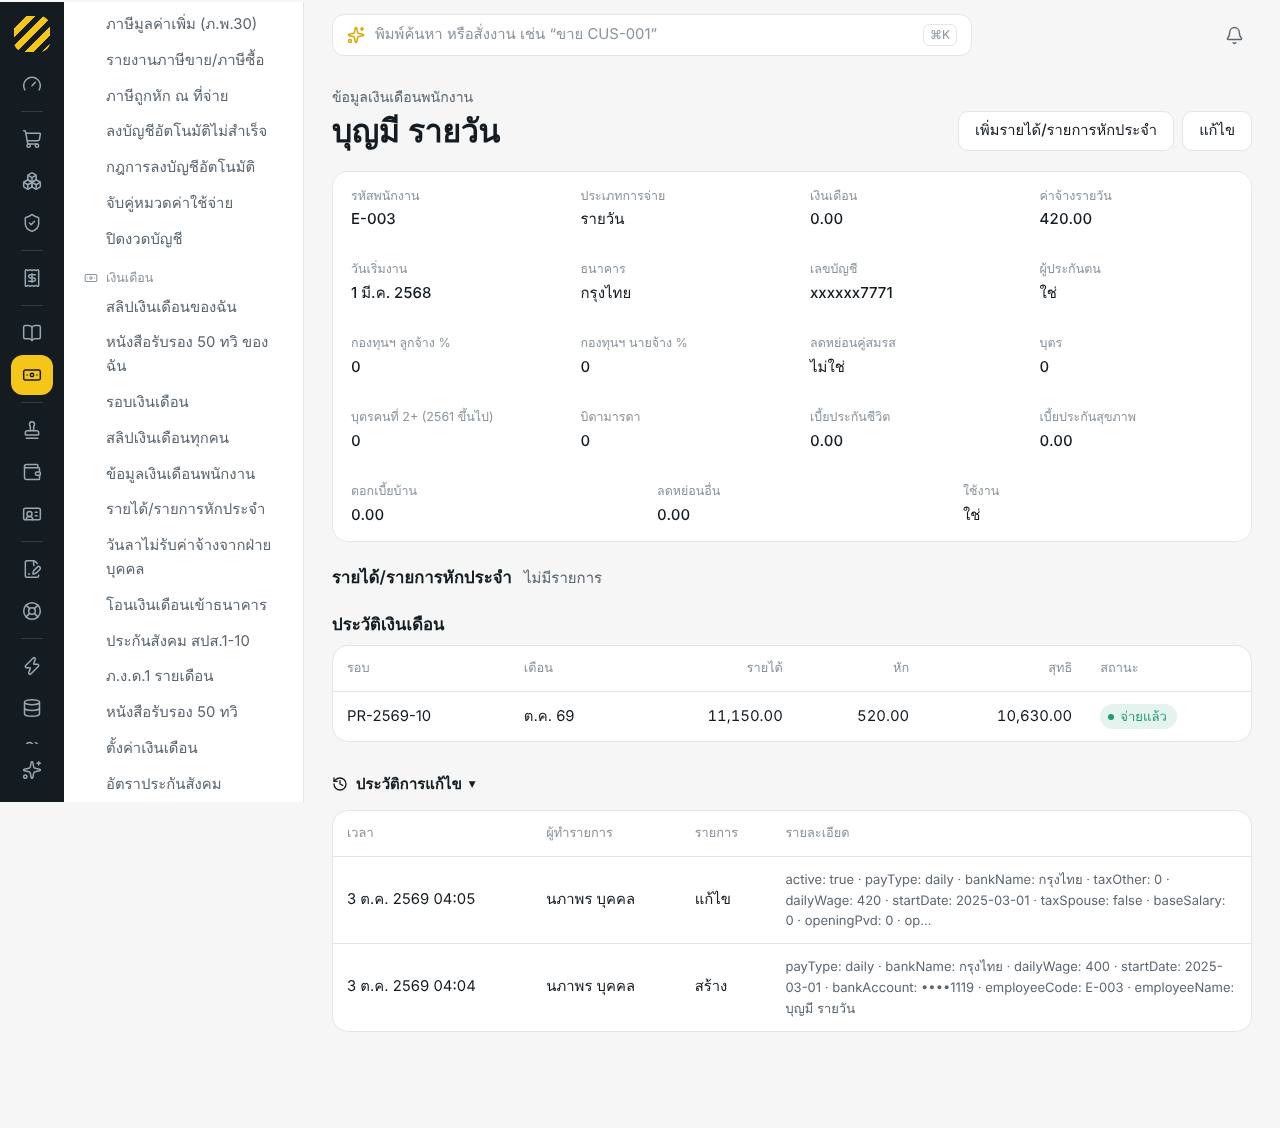 ภาษีมูลค่าเพิ่ม (ภ.พ.30)
รายงานภาษีขาย/ภาษีซื้อ
ภาษีถูกหัก ณ ที่จ่าย
ลงบัญชีอัตโนมัติไม่สำเร็จ
กฎการลงบัญชีอัตโนมัติ
จับคู่หมวดค่าใช้จ่าย
ปิดงวดบัญชี
เงินเดือน
สลิปเงินเดือนของฉัน
หนังสือรับรอง 50 ทวิ ของ
ฉัน
รอบเงินเดือน
สลิปเงินเดือนทุกคน
ข้อมูลเงินเดือนพนักงาน
รายได้/รายการหักประจำ
วันลาไม่รับค่าจ้างจากฝ่าย
บุคคล
โอนเงินเดือนเข้าธนาคาร
ประกันสังคม สปส.1-10
ภ.ง.ด.1 รายเดือน
หนังสือรับรอง 50 ทวิ
ตั้งค่าเงินเดือน
อัตราประกันสังคม
พิมพ์ค้นหา หรือสั่งงาน เช่น “ขาย CUS-001” ⌘K
ข้อมูลเงินเดือนพนักงาน
บุญมี รายวัน
เพิ่มรายได้/รายการหักประจำ แก้ไข
รหัสพนักงาน ประเภทการจ่าย เงินเดือน ค่าจ้างรายวัน
E-003 รายวัน 0.00 420.00
วันเริ่มงาน ธนาคาร เลขบัญชี ผู้ประกันตน
1 มี.ค. 2568 กรุงไทย xxxxxx7771 ใช่
กองทุนฯ ลูกจ้าง % กองทุนฯ นายจ้าง % ลดหย่อนคู่สมรส บุตร
0 0 ไม่ใช่ 0
บุตรคนที่ 2+ (2561 ขึ้นไป) บิดามารดา เบี้ยประกันชีวิต เบี้ยประกันสุขภาพ
0 0 0.00 0.00
ดอกเบี้ยบ้าน ลดหย่อนอื่น ใช้งาน
0.00 0.00 ใช่
รายได้/รายการหักประจำ ไม่มีรายการ
ประวัติเงินเดือน
รอบ เดือน รายได้ หัก สุทธิ สถานะ
PR-2569-10 ต.ค. 69 11,150.00 520.00 10,630.00 จ่ายแล้ว
ประวัติการแก้ไข ▼
เวลา ผู้ทำรายการ รายการ รายละเอียด
3 ต.ค. 2569 04:05 นภาพร บุคคล แก้ไข active: true · payType: daily · bankName: กรุงไทย · taxOther: 0 ·
dailyWage: 420 · startDate: 2025-03-01 · taxSpouse: false · baseSalary:
0 · openingPvd: 0 · op…
3 ต.ค. 2569 04:04 นภาพร บุคคล สร้าง payType: daily · bankName: กรุงไทย · dailyWage: 400 · startDate: 2025-
03-01 · bankAccount: ••••1119 · employeeCode: E-003 · employeeName:
บุญมี รายวัน